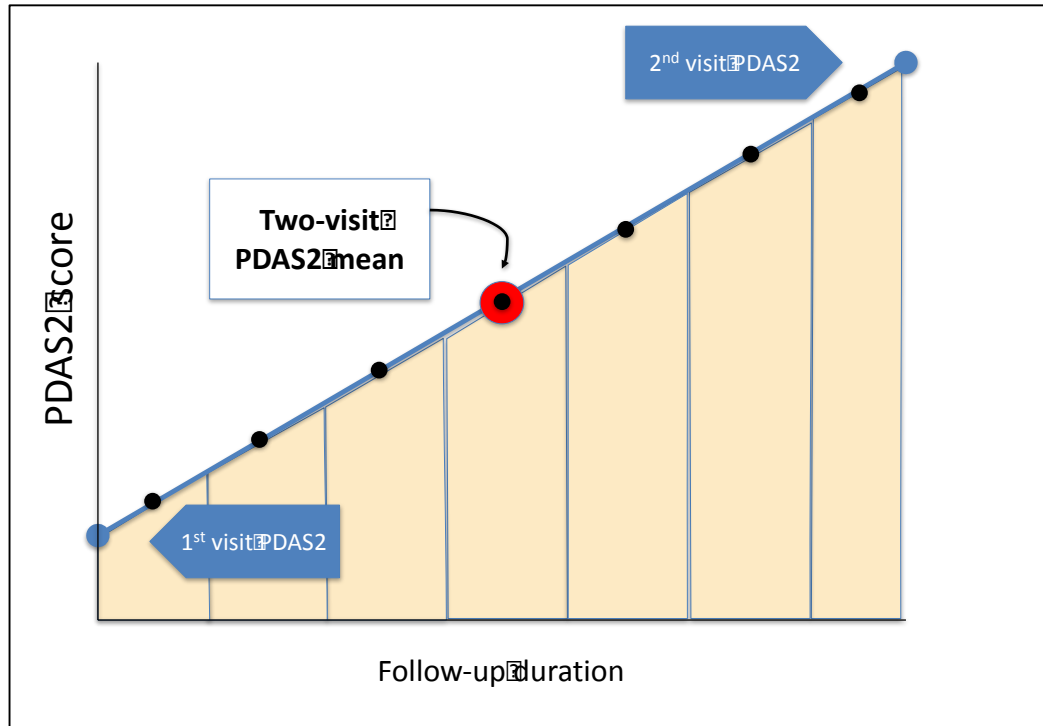 2nd visit PDAS2
Two-visit
PDAS2 mean
PDAS2 score
1st visit PDAS2
Follow-up duration